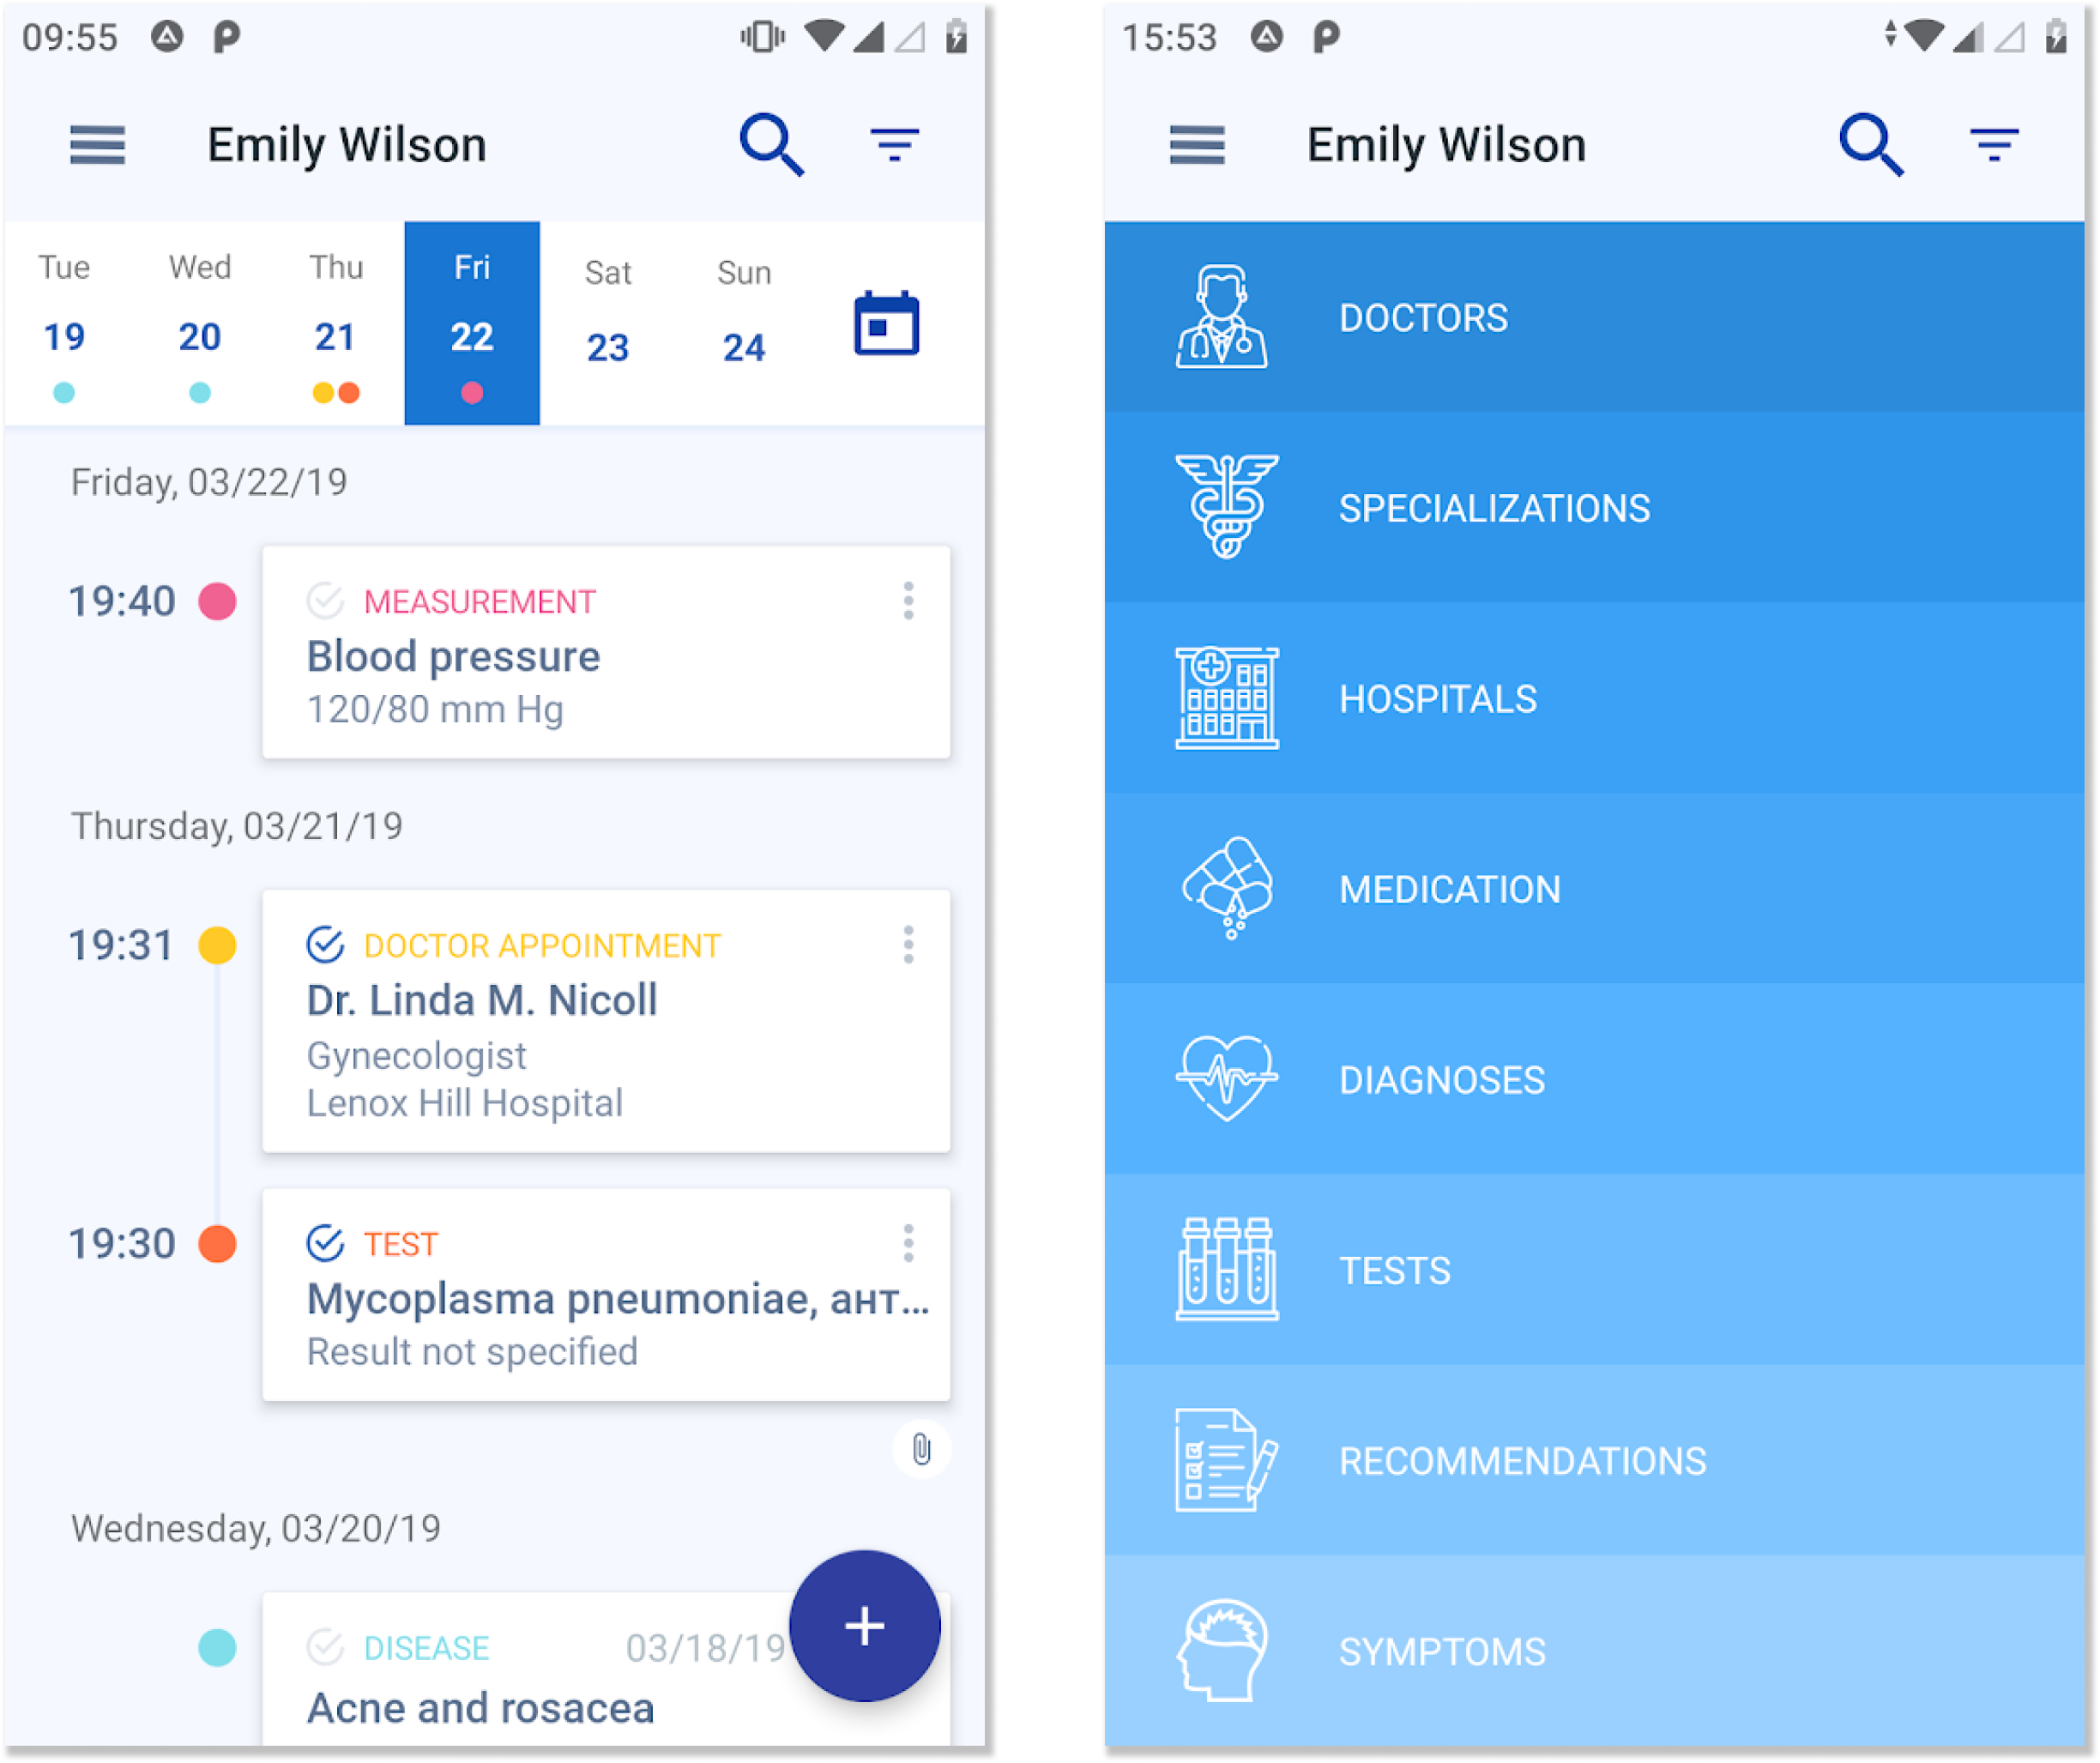 09:55
Emily Wilson
Tue Wed Thu Fri Sat Sun
19 20 21 22 23 24
Friday, 03/22/19
19:40 MEASUREMENT
Blood pressure
120/80 mm Hg
Thursday, 03/21/19
19:31 DOCTOR APPOINTMENT
Dr. Linda M. Nicoll
Gynecologist
Lenox Hill Hospital
19:30 TEST
Mycoplasma pneumoniae, ант...
Result not specified
Wednesday, 03/20/19
DISEASE 03/18/19
Acne and rosacea
15:53
Emily Wilson
DOCTORS
SPECIALIZATIONS
HOSPITALS
MEDICATION
DIAGNOSES
TESTS
RECOMMENDATIONS
SYMPTOMS